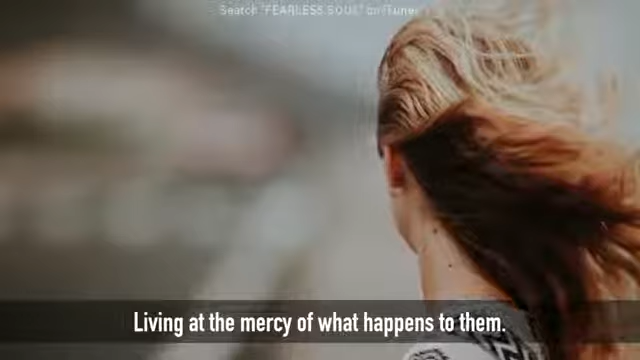 Search "FEARLESS SOUL" on iTunes
Living at the mercy of what happens to them.